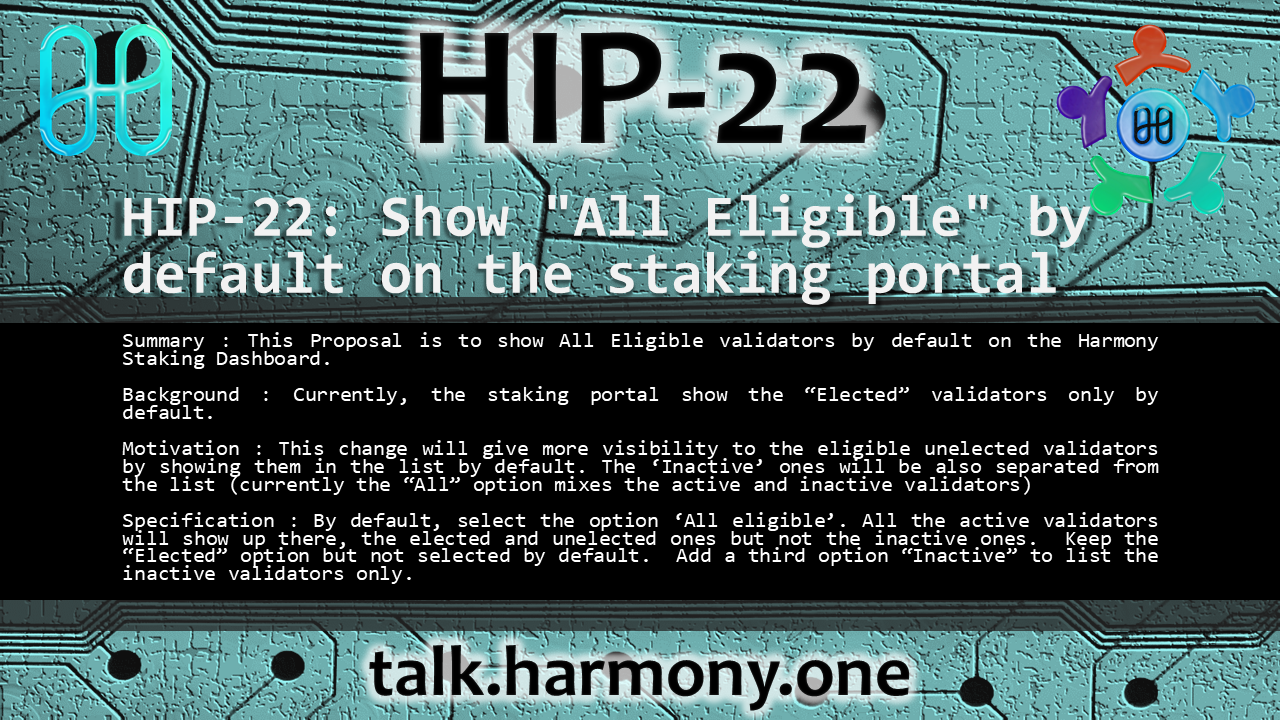 HIP-22
HIP-22: Show "All Eligible" by
default on the staking portal
Summary : This Proposal is to show All Eligible validators by default on the Harmony
Staking Dashboard.
Background : Currently, the staking portal show the “Elected” validators only by
default.
Motivation : This change will give more visibility to the eligible unelected validators
by showing them in the list by default. The ‘Inactive’ ones will be also separated from
the list (currently the “All” option mixes the active and inactive validators)
Specification : By default, select the option ‘All eligible’. All the active validators
will show up there, the elected and unelected ones but not the inactive ones.  Keep the
“Elected” option but not selected by default.  Add a third option “Inactive” to list the
inactive validators only.
talk.harmony.one